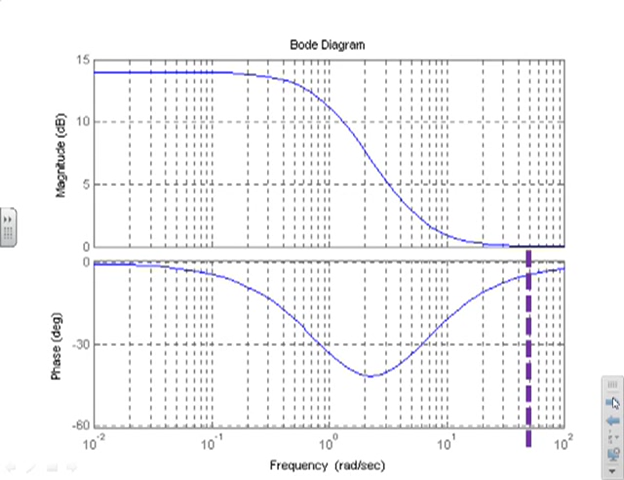 Bode Diagram
15
10
5
0
Magnitude (dB)
0
-30
-60
Phase (deg)
10^-2 10^-1 10^0 10^1 10^2
Frequency (rad/sec)